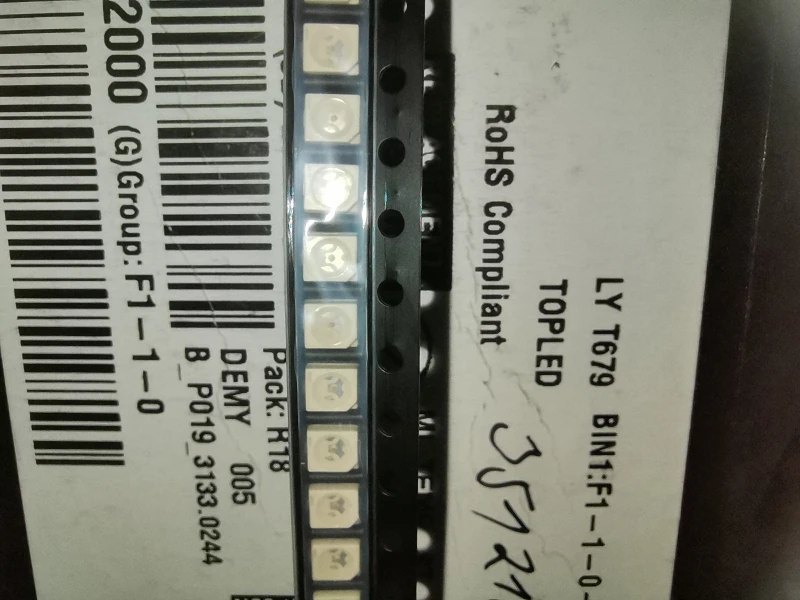 LY T679 BIN1:F1-1-0-
TOPLED
RoHS Compliant
35121
Pack: R18
DEMY 005
B_P019_3133.0244
2000 (G)Group: F1-1-0